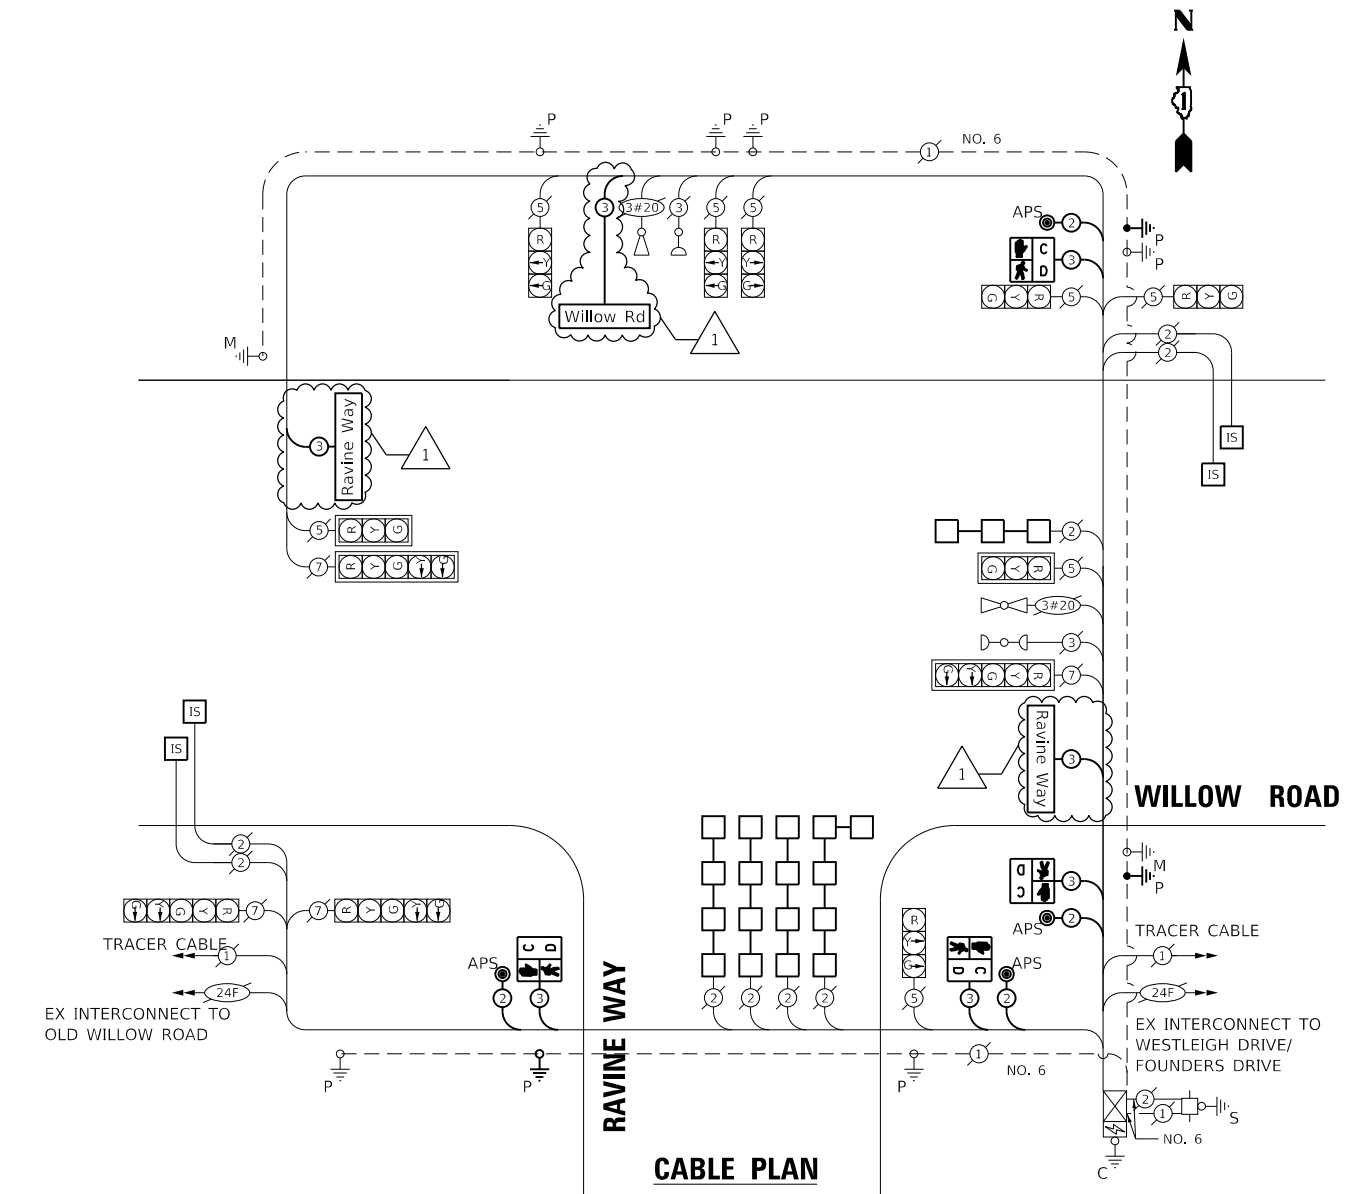 N
P P P
1 NO. 6
5 3 3#20 3 5 5
R R R
Y Y Y
G G G
Willow Rd
1
APS 2
C
D
3
P
P
G Y R 5
5 R Y G
M
2
2
IS
IS
Ravine Way
3
1
5 R Y G
7 R Y G Y G
2
G Y R 5
3#20
3
G Y G Y R 7
Ravine Way
3
1
WILLOW ROAD
IS
IS
2
2
M
P
D
C
3
APS 2
G Y G Y R 7
7 R Y G Y G
TRACER CABLE
1
24F
EX INTERCONNECT TO
OLD WILLOW ROAD
APS
2
C D
3
RAVINE WAY
2 2 2 2
R
Y
G
5
D C
3
APS
2
TRACER CABLE
1
24F
EX INTERCONNECT TO
WESTLEIGH DRIVE/
FOUNDERS DRIVE
P P P
1
NO. 6
C
2
1
S
NO. 6
C
CABLE PLAN